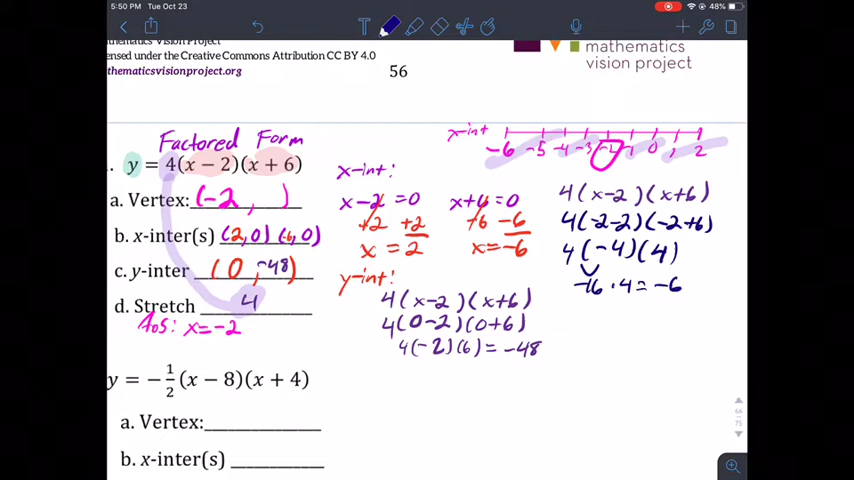 5:50 PM Tue Oct 23
48%
ensed under the Creative Commons Attribution CC BY 4.0
thematicsvisionproject.org
56
mathematics
vision project
Factored Form
y = 4(x − 2)(x + 6)
a. Vertex: (-2, )
b. x-inter(s) (2,0) (-6,0)
c. y-inter (0, -48)
d. Stretch 4
AoS: x=-2
x-int:
x-2=0
+2 +2
x = 2
x+6=0
-6 -6
x=-6
y-int:
4(x-2)(x+6)
4(0-2)(0+6)
4(-2)(6)=-48
x-int
-6 -5 -4 -3 -2 -1 0 1 2
4(x-2)(x+6)
4(-2-2)(-2+6)
4(-4)(4)
-16·4=-6
y = −1/2(x − 8)(x + 4)
a. Vertex:
b. x-inter(s)
66
75